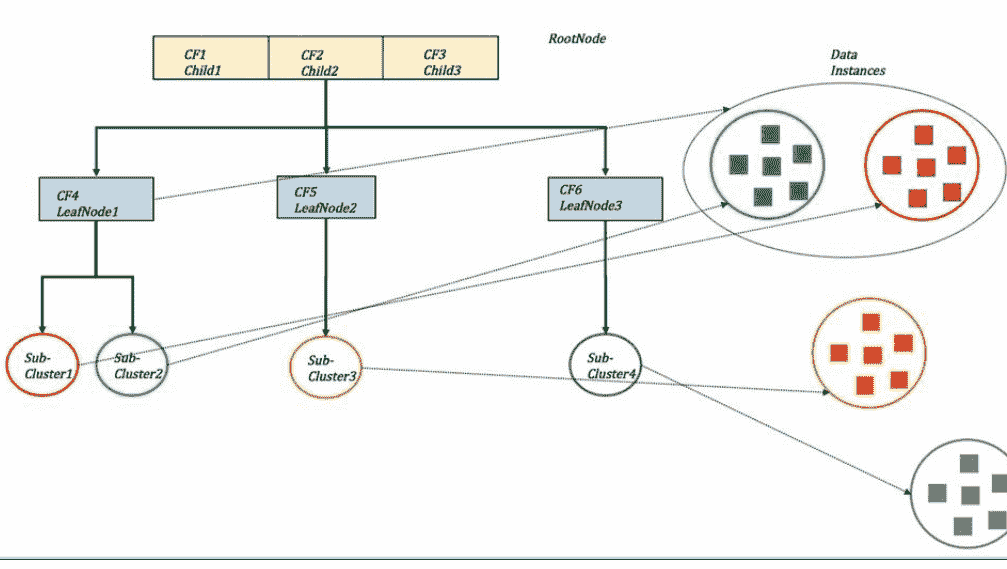 RootNode
CF1
Child1
CF2
Child2
CF3
Child3
Data
Instances
CF4
LeafNode1
CF5
LeafNode2
CF6
LeafNode3
Sub-
Cluster1
Sub-
Cluster2
Sub-
Cluster3
Sub-
Cluster4